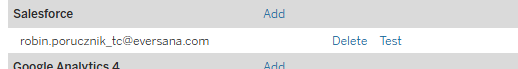 Salesforce Add
robin.porucznik_tc@eversana.com Delete Test
Google Analytics 4 Add